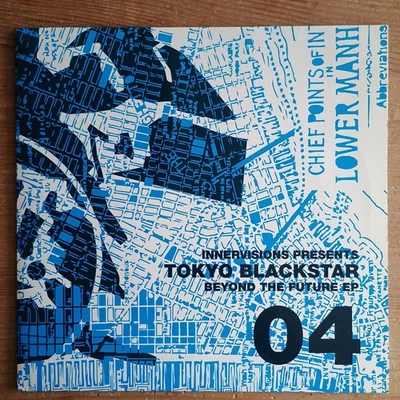 CHIEF POINTS OF IN
IN
LOWER MANH
Abbreviations
INNERVISIONS PRESENTS
TOKYO BLACKSTAR
BEYOND THE FUTURE EP
04